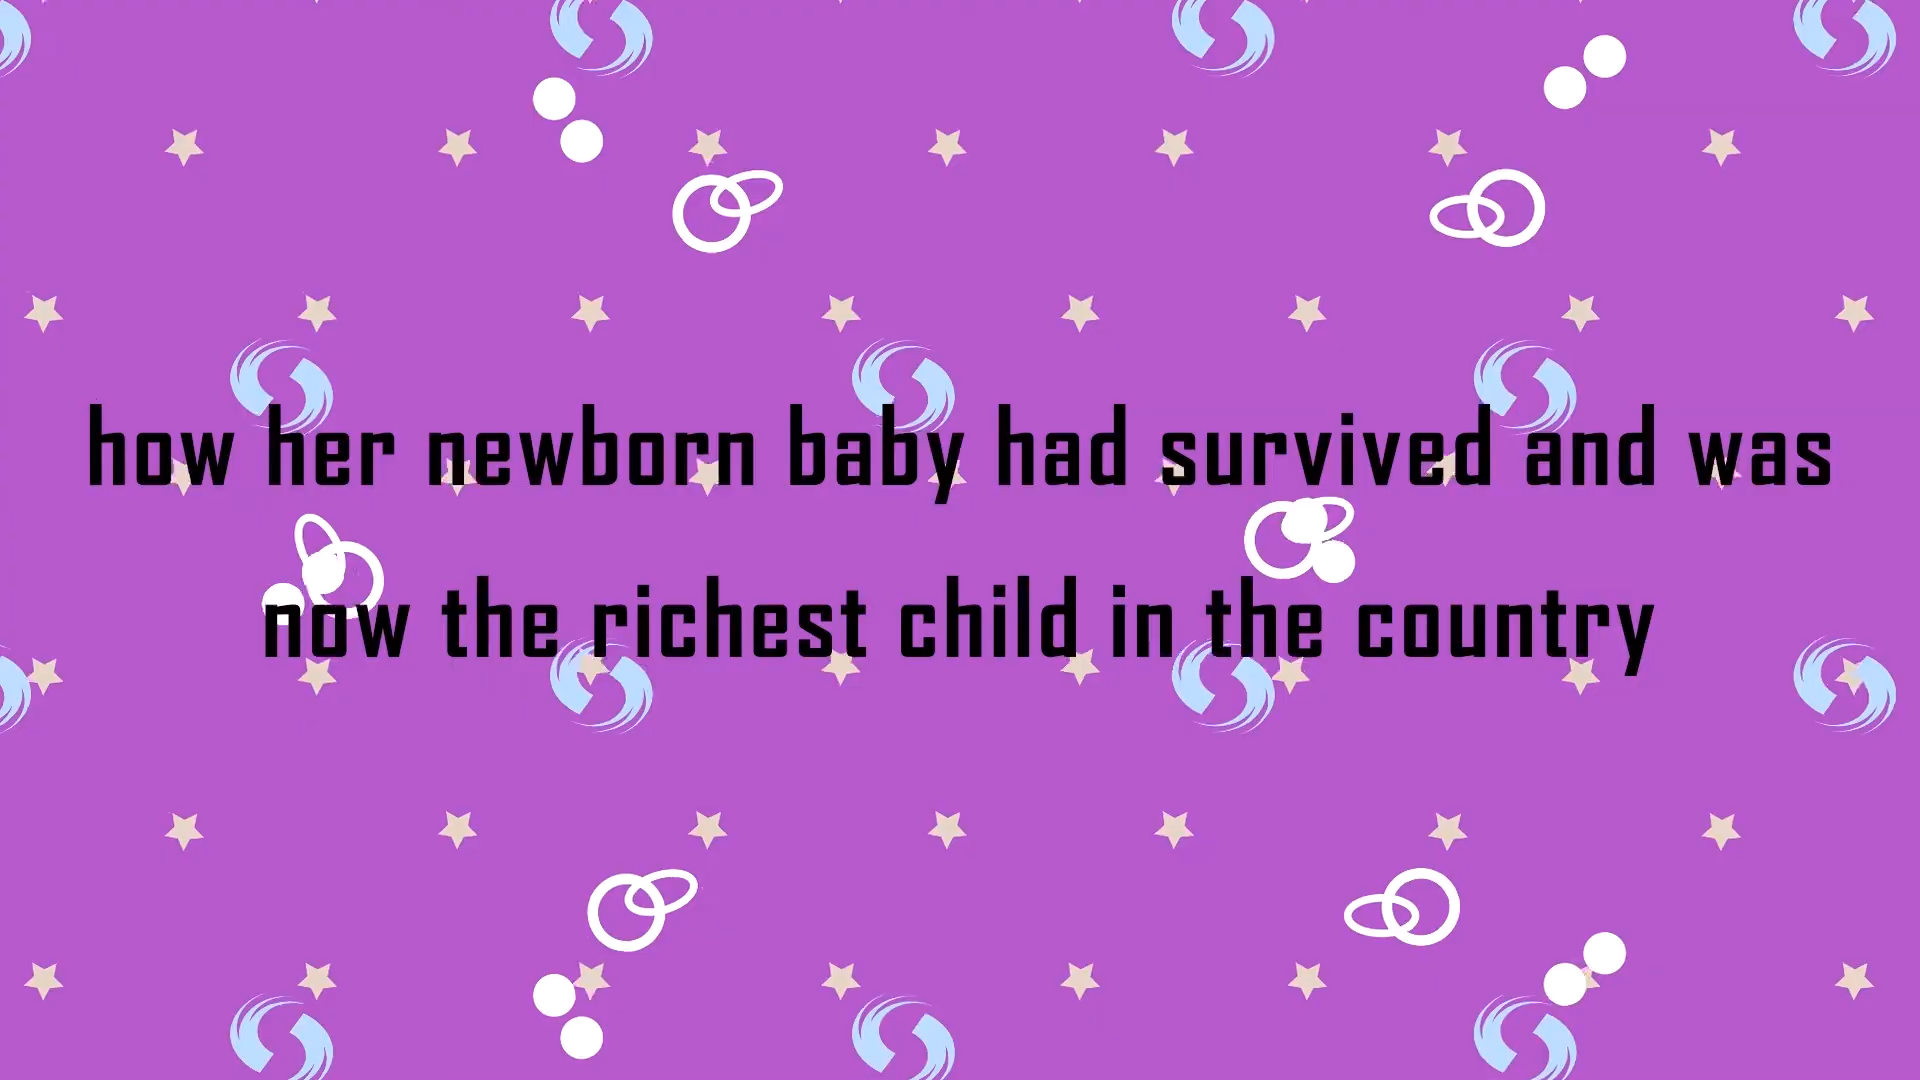 how her newborn baby had survived and was
now the richest child in the country